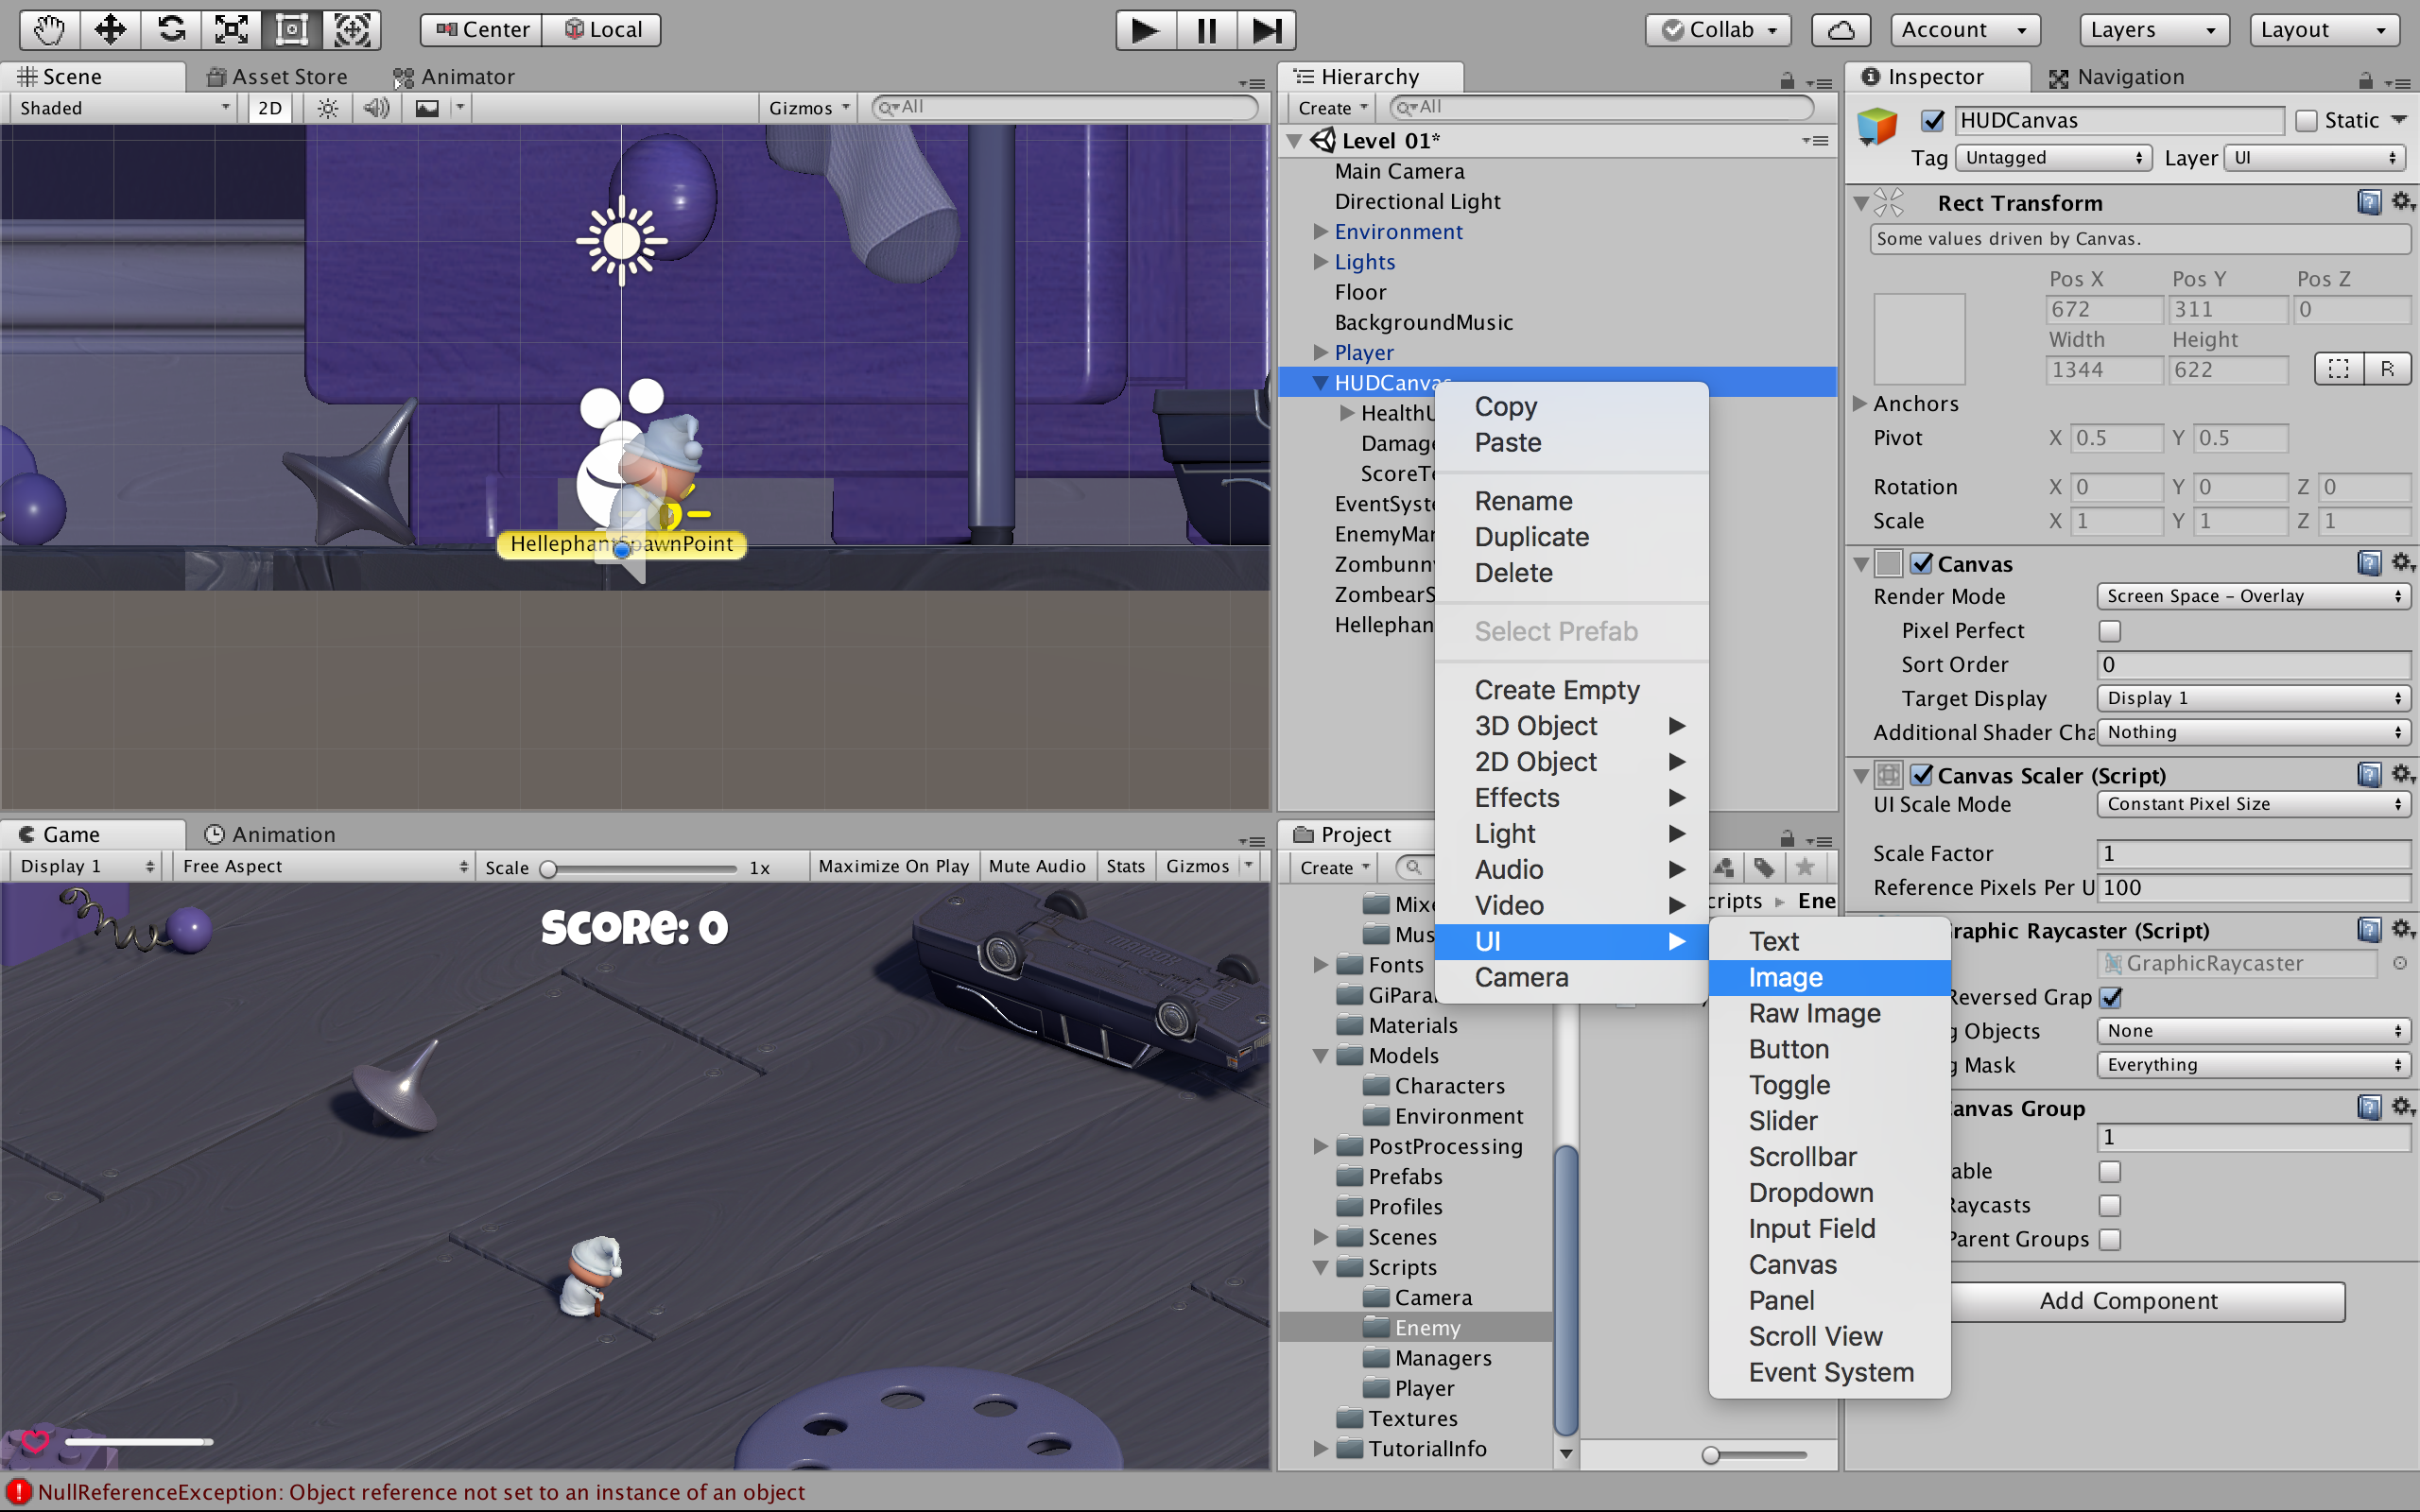 Center Local Collab Account Layers Layout
Scene Asset Store Animator
Shaded 2D Gizmos All
HellephantSpawnPoint
Game Animation
Display 1 Free Aspect Scale 1x Maximize On Play Mute Audio Stats Gizmos
SCORE: 0
Hierarchy
Create All
Level 01*
Main Camera
Directional Light
Environment
Lights
Floor
BackgroundMusic
Player
HUDCanvas
HealthU
Damage
ScoreTe
EventSyste
EnemyMan
Zombunn
ZombearS
Hellephan
Copy
Paste
Rename
Duplicate
Delete
Select Prefab
Create Empty
3D Object
2D Object
Effects
Light
Audio
Video
UI
Camera
Text
Image
Raw Image
Button
Toggle
Slider
Scrollbar
Dropdown
Input Field
Canvas
Panel
Scroll View
Event System
Project
Create
cripts Ene
Mixe
Mus
Fonts
GiParar
Materials
Models
Characters
Environment
PostProcessing
Prefabs
Profiles
Scenes
Scripts
Camera
Enemy
Managers
Player
Textures
TutorialInfo
Inspector Navigation
HUDCanvas Static
Tag Untagged Layer UI
Rect Transform
Some values driven by Canvas.
Pos X Pos Y Pos Z
672 311 0
Width Height
1344 622 R
Anchors
Pivot X 0.5 Y 0.5
Rotation X 0 Y 0 Z 0
Scale X 1 Y 1 Z 1
Canvas
Render Mode Screen Space - Overlay
Pixel Perfect
Sort Order 0
Target Display Display 1
Additional Shader Cha Nothing
Canvas Scaler (Script)
UI Scale Mode Constant Pixel Size
Scale Factor 1
Reference Pixels Per U 100
raphic Raycaster (Script)
GraphicRaycaster
Reversed Grap
g Objects None
g Mask Everything
anvas Group
1
able
Raycasts
Parent Groups
Add Component
NullReferenceException: Object reference not set to an instance of an object